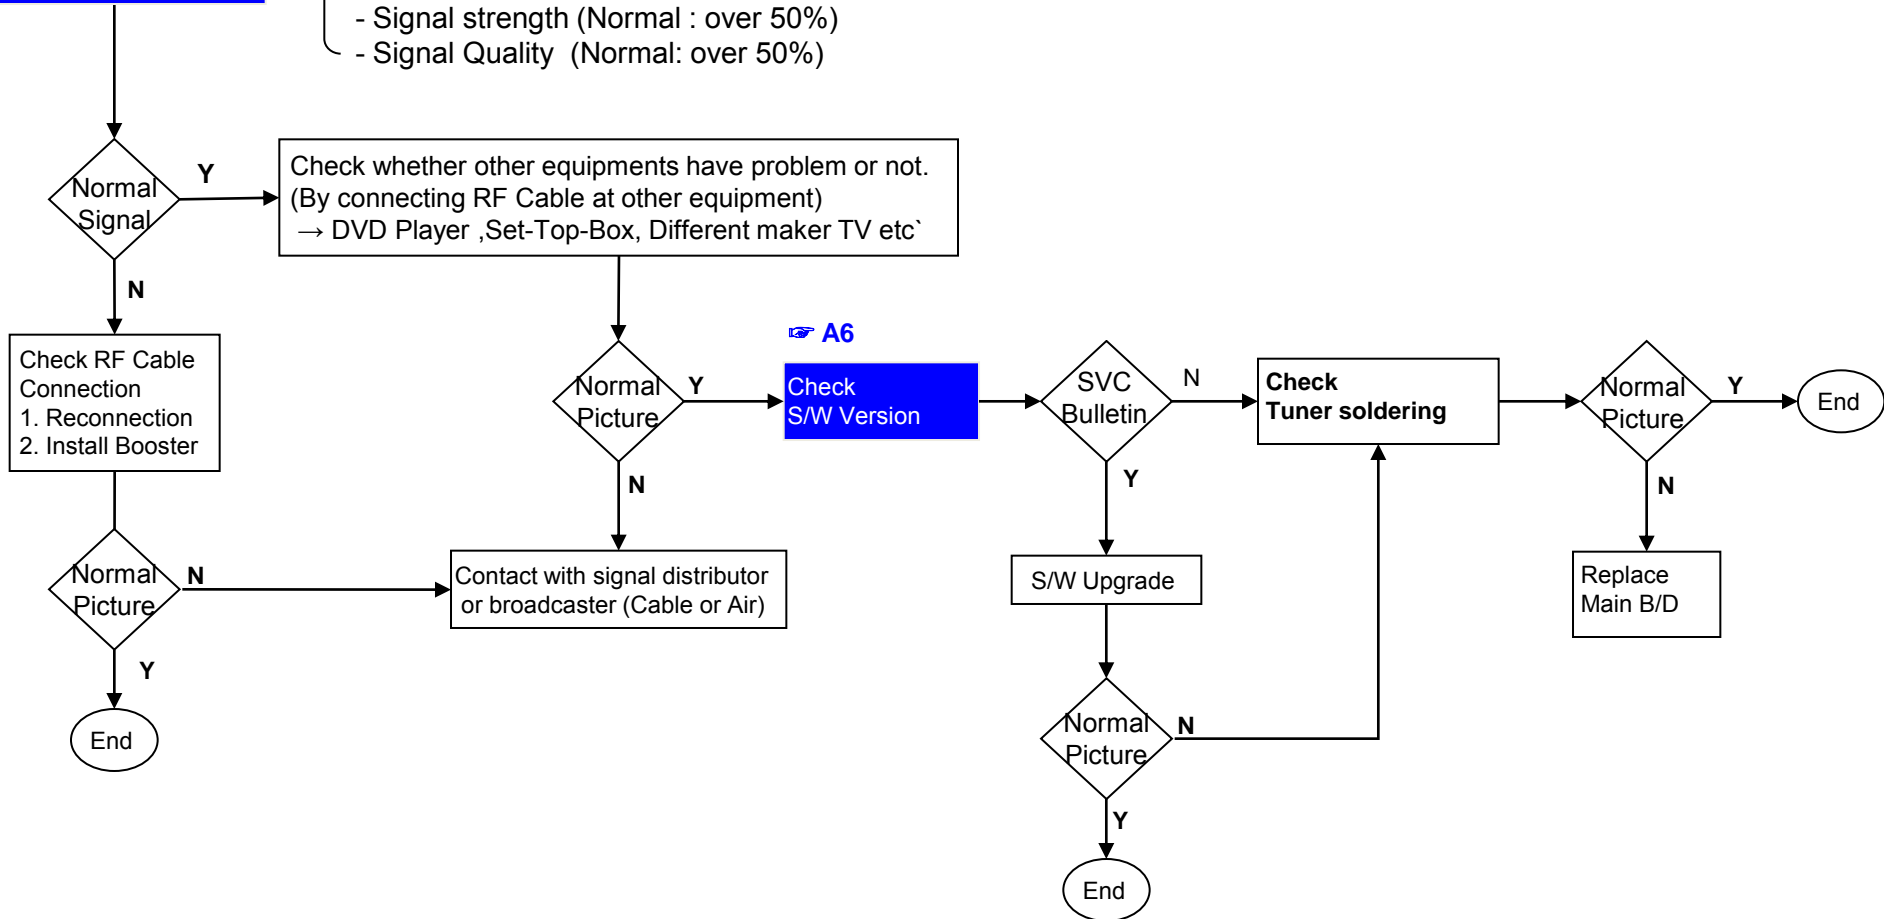 - Signal strength (Normal : over 50%)
- Signal Quality  (Normal: over 50%)
Normal
Signal
Y
Check whether other equipments have problem or not.
(By connecting RF Cable at other equipment)
→ DVD Player ,Set-Top-Box, Different maker TV etc`
N
Check RF Cable
Connection
1. Reconnection
2. Install Booster
Normal
Picture
N
Y
End
Normal
Picture
Y
N
Contact with signal distributor
or broadcaster (Cable or Air)
☞ A6
Check
S/W Version
SVC
Bulletin
N
Y
S/W Upgrade
Normal
Picture
N
Y
End
Check
Tuner soldering
Normal
Picture
Y
End
N
Replace
Main B/D